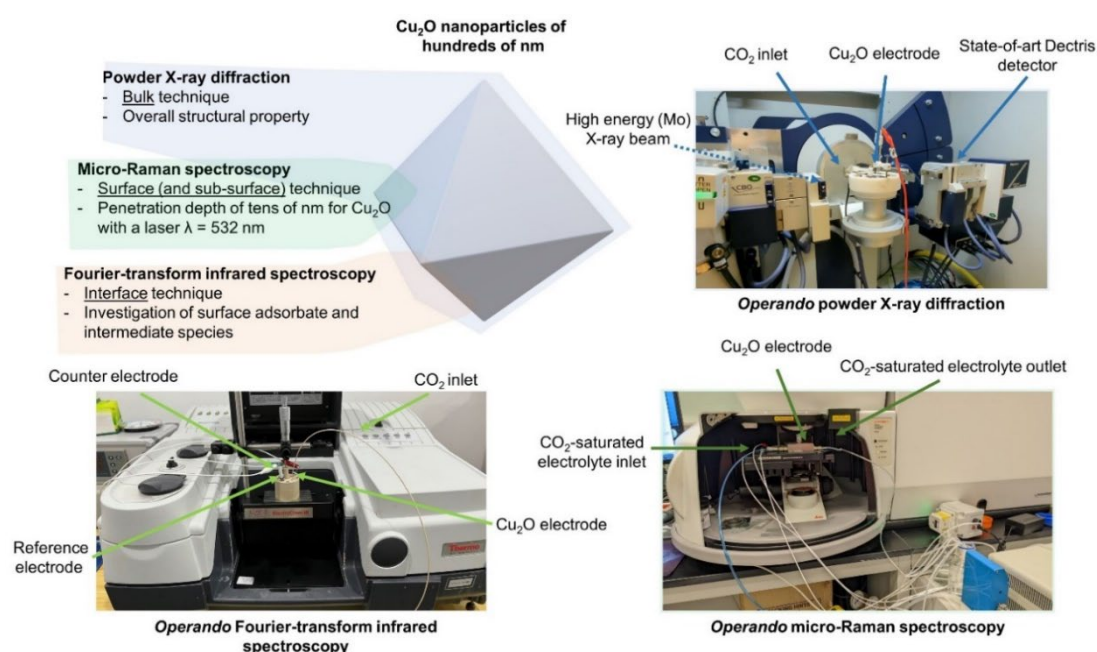 Cu₂O nanoparticles of
hundreds of nm
Powder X-ray diffraction
- Bulk technique
- Overall structural property
Micro-Raman spectroscopy
- Surface (and sub-surface) technique
- Penetration depth of tens of nm for Cu₂O
with a laser λ = 532 nm
Fourier-transform infrared spectroscopy
- Interface technique
- Investigation of surface adsorbate and
intermediate species
CO₂ inlet
Cu₂O electrode
State-of-art Dectris
detector
High energy (Mo)
X-ray beam
Operando powder X-ray diffraction
Counter electrode
CO₂ inlet
Reference
electrode
Cu₂O electrode
Thermo
Operando Fourier-transform infrared
spectroscopy
Cu₂O electrode
CO₂-saturated electrolyte outlet
CO₂-saturated
electrolyte inlet
Operando micro-Raman spectroscopy